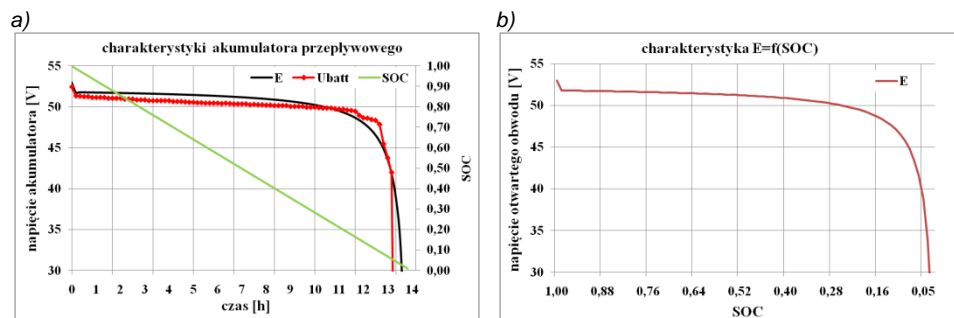 a)
charakterystyki akumulatora przepływowego
E Ubatt SOC
napięcie akumulatora [V]
55
50
45
40
35
30
0 1 2 3 4 5 6 7 8 9 10 11 12 13 14
czas [h]
1,00
0,90
0,80
0,70
0,60
0,50
0,40
0,30
0,20
0,10
0,00
SOC
b)
charakterystyka E=f(SOC)
E
napięcie otwartego obwodu [V]
55
50
45
40
35
30
1,00 0,88 0,76 0,64 0,52 0,40 0,28 0,16 0,05
SOC